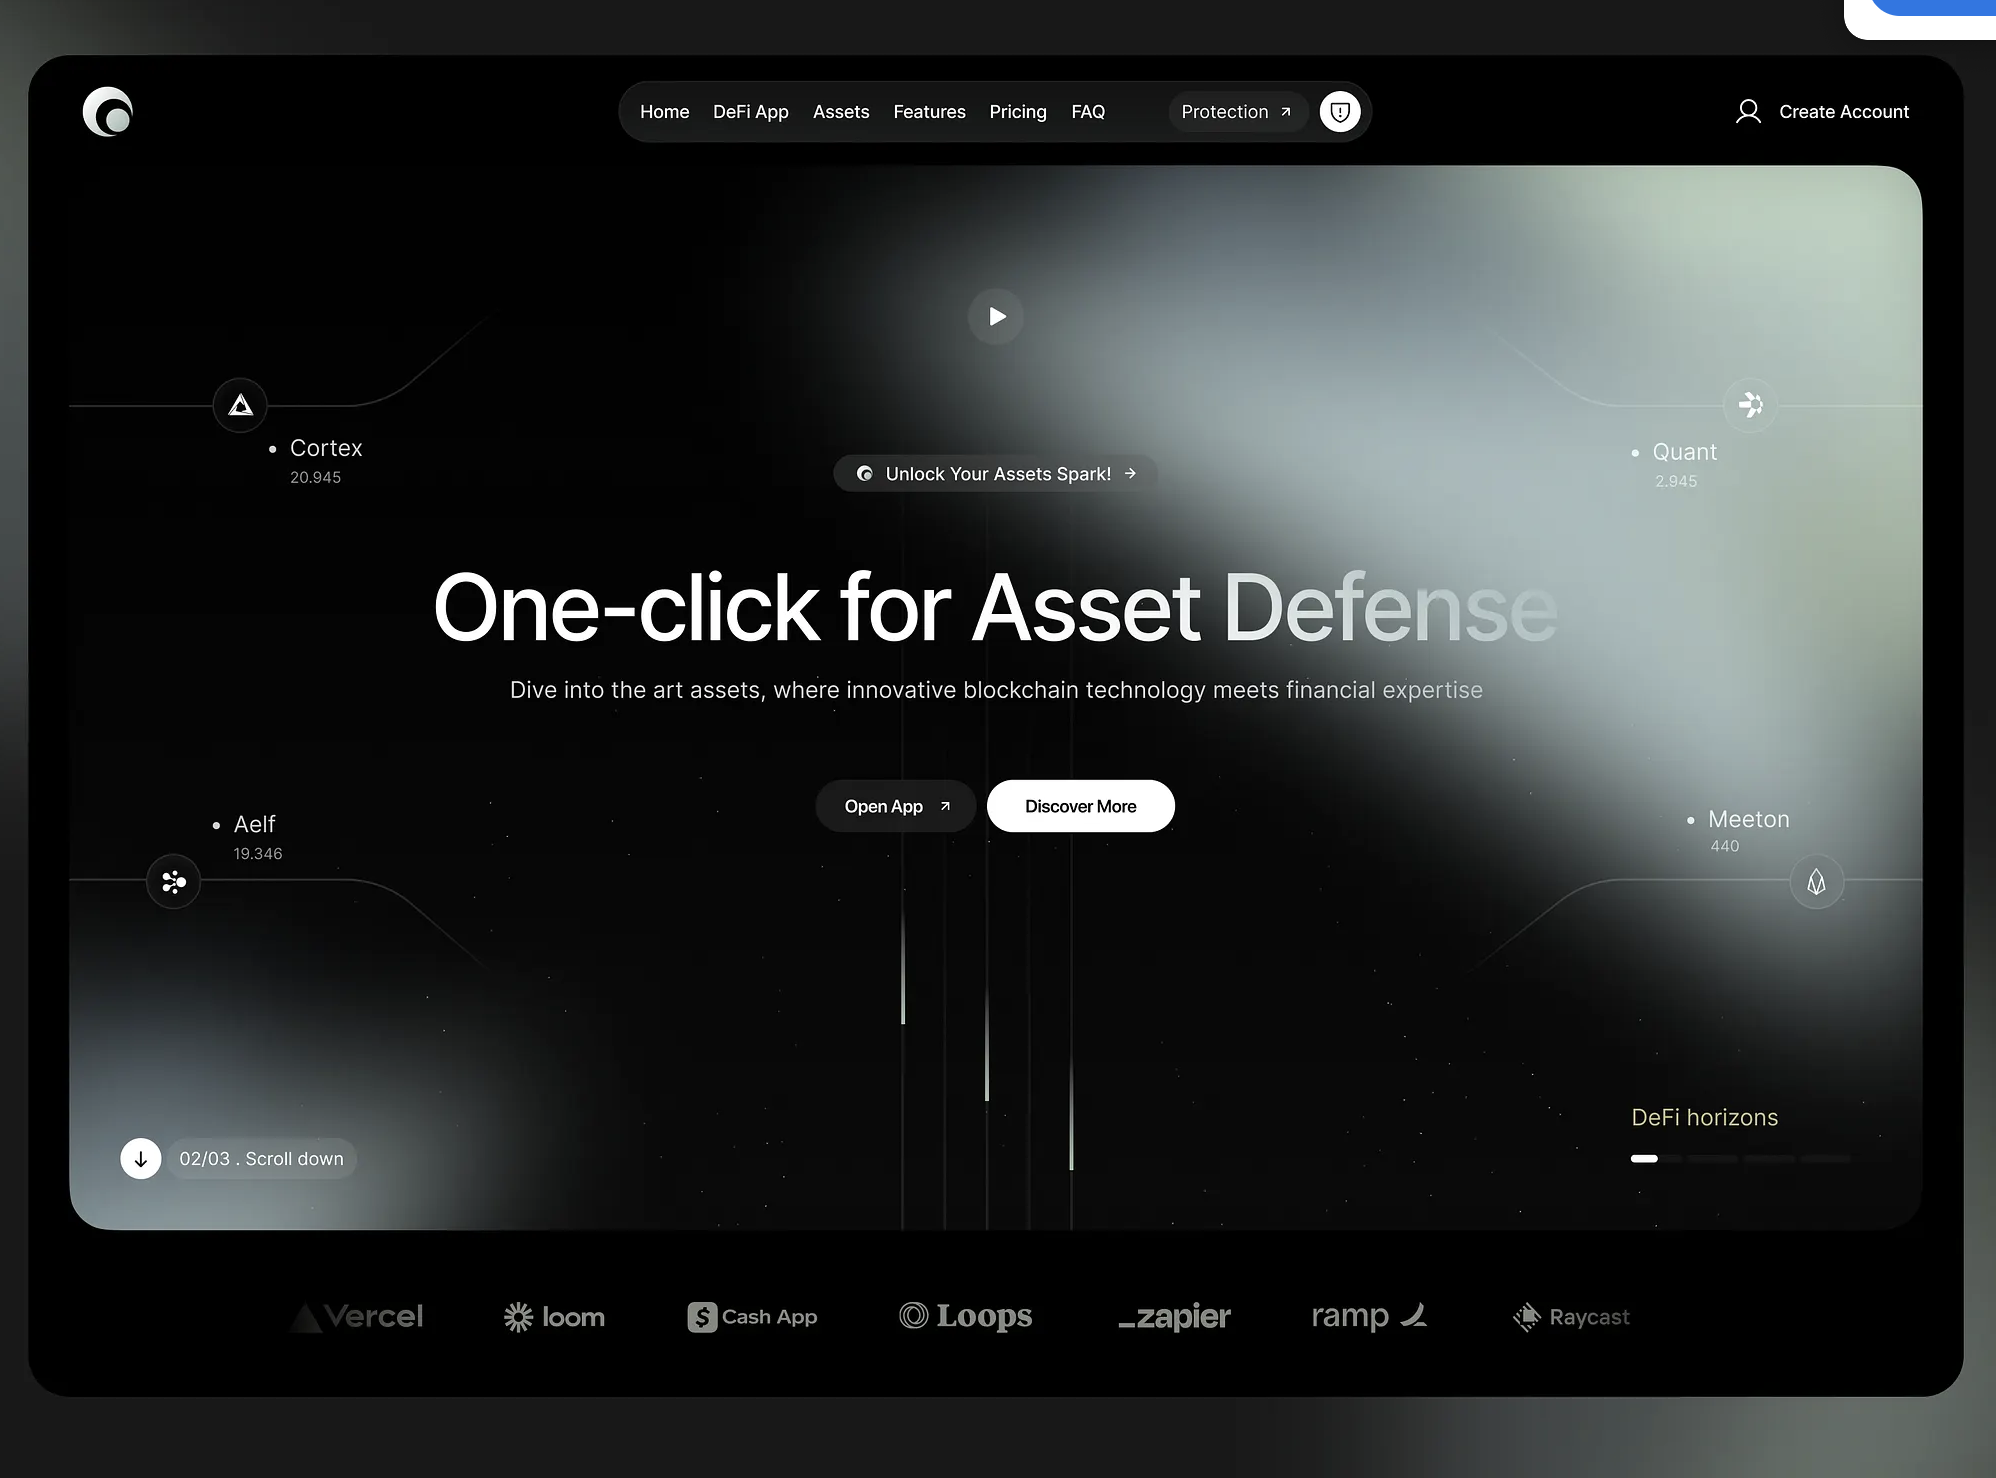 Home DeFi App Assets Features Pricing FAQ Protection Create Account
Cortex
20.945
Quant
2.945
Unlock Your Assets Spark!
One-click for Asset Defense
Dive into the art assets, where innovative blockchain technology meets financial expertise
Open App Discover More
Aelf
19.346
Meeton
440
DeFi horizons
02/03 . Scroll down
Vercel loom Cash App Loops _zapier ramp Raycast